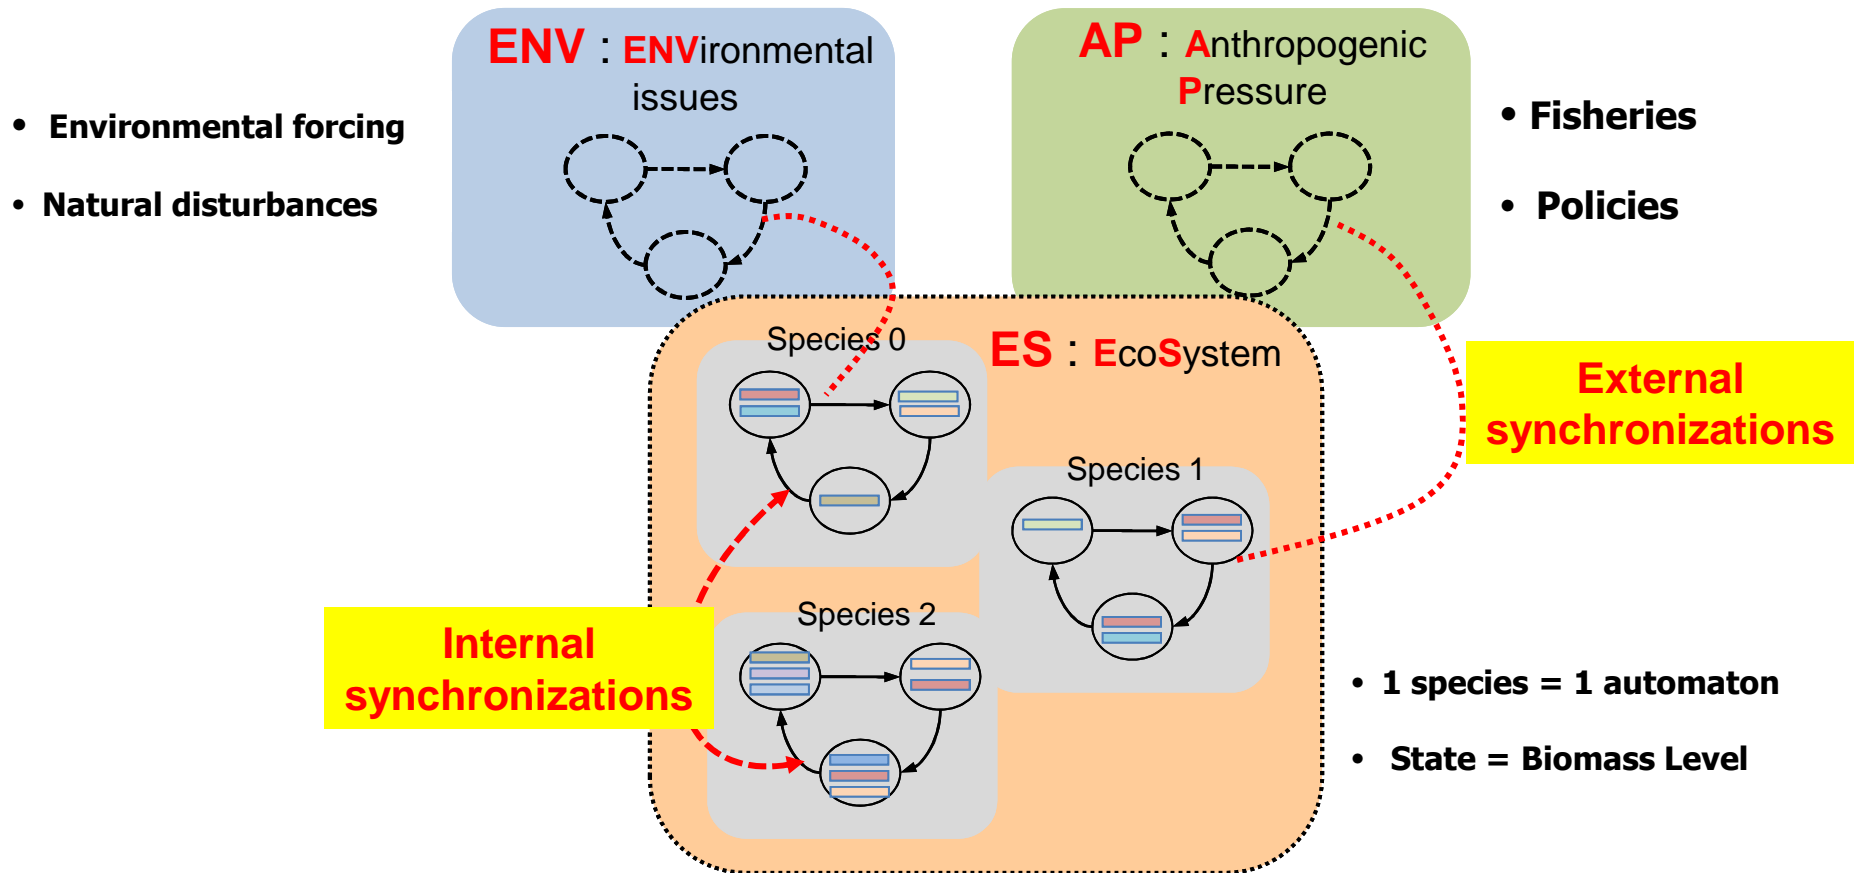 ENV : ENVironmental
issues
AP : Anthropogenic
Pressure
• Environmental forcing
• Natural disturbances
• Fisheries
• Policies
Species 0
ES : EcoSystem
External
synchronizations
Species 1
Species 2
Internal
synchronizations
• 1 species = 1 automaton
• State = Biomass Level